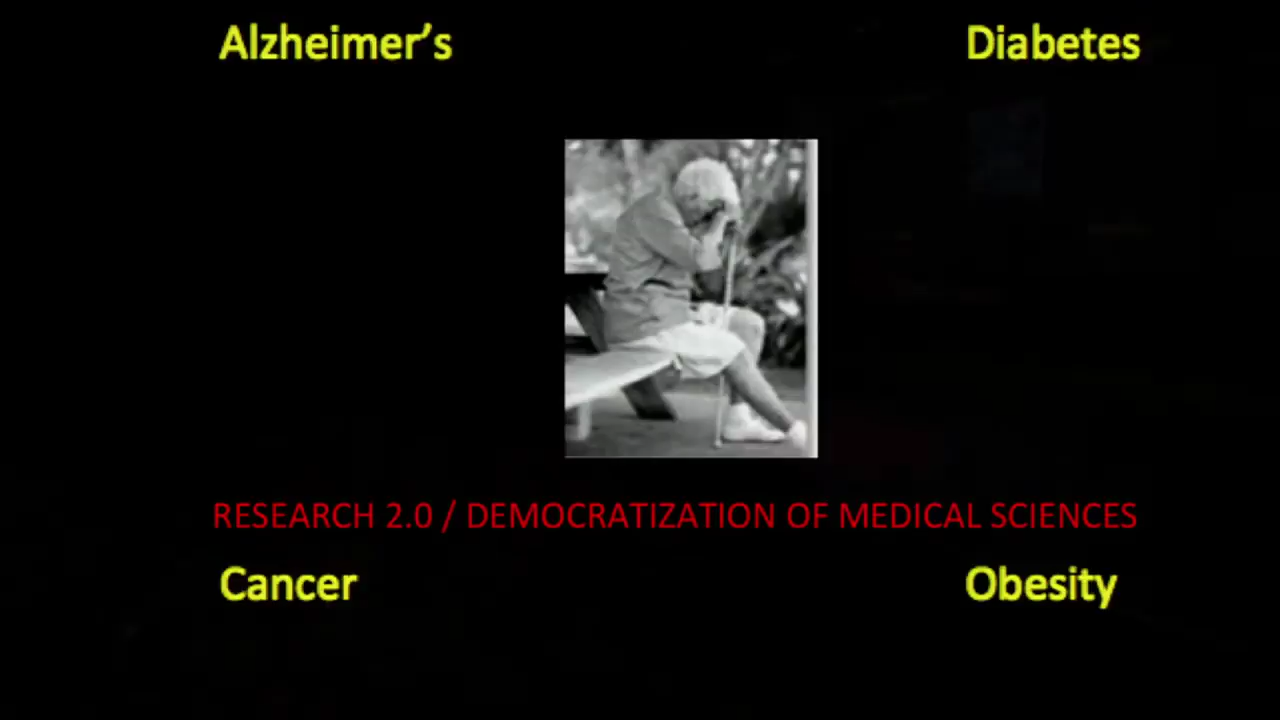 Alzheimer’s
Diabetes
RESEARCH 2.0 / DEMOCRATIZATION OF MEDICAL SCIENCES
Cancer
Obesity